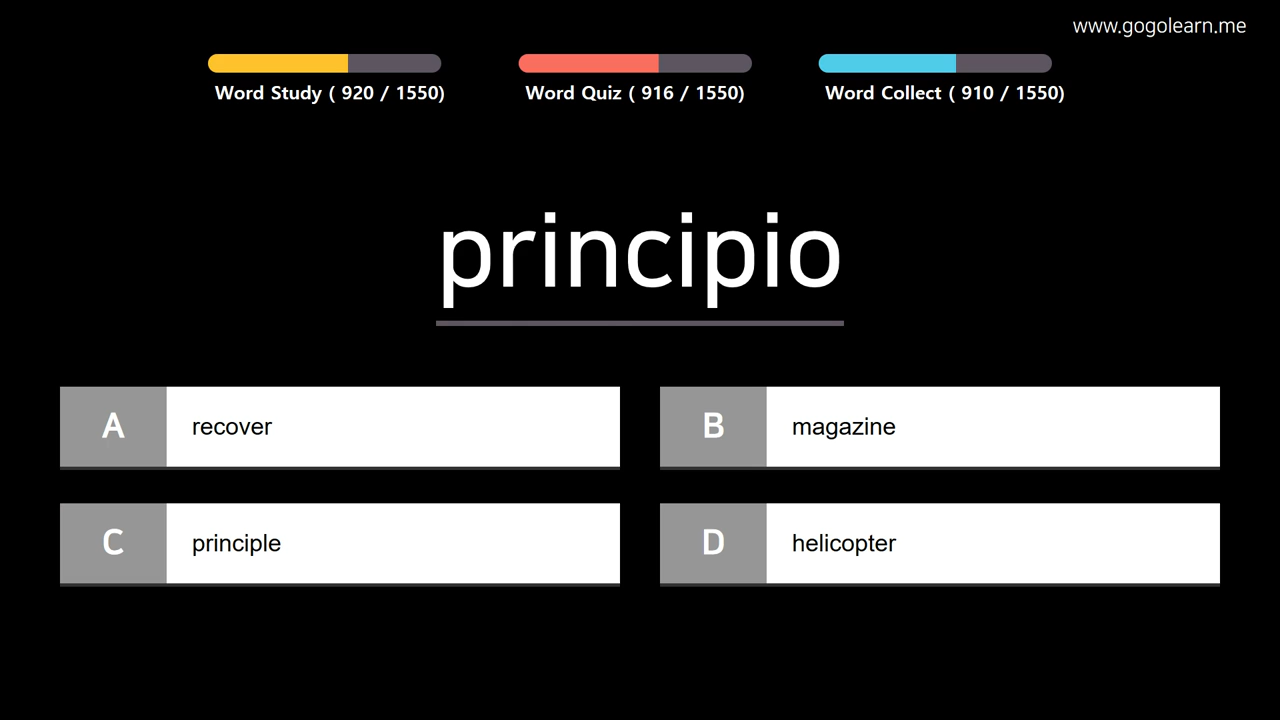 www.gogolearn.me
Word Study ( 920 / 1550)
Word Quiz ( 916 / 1550)
Word Collect ( 910 / 1550)
principio
A recover
B magazine
C principle
D helicopter